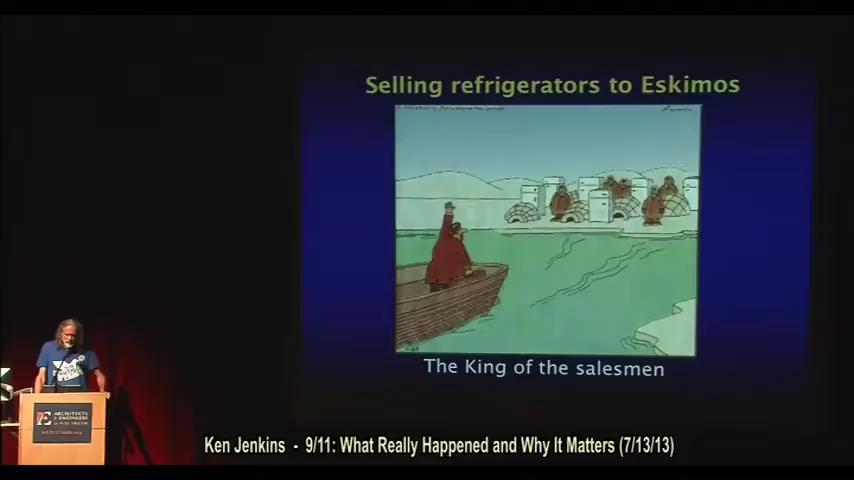 Selling refrigerators to Eskimos
The King of the salesmen
ARCHITECTS
& ENGINEERS
Ken Jenkins - 9/11: What Really Happened and Why It Matters (7/13/13)